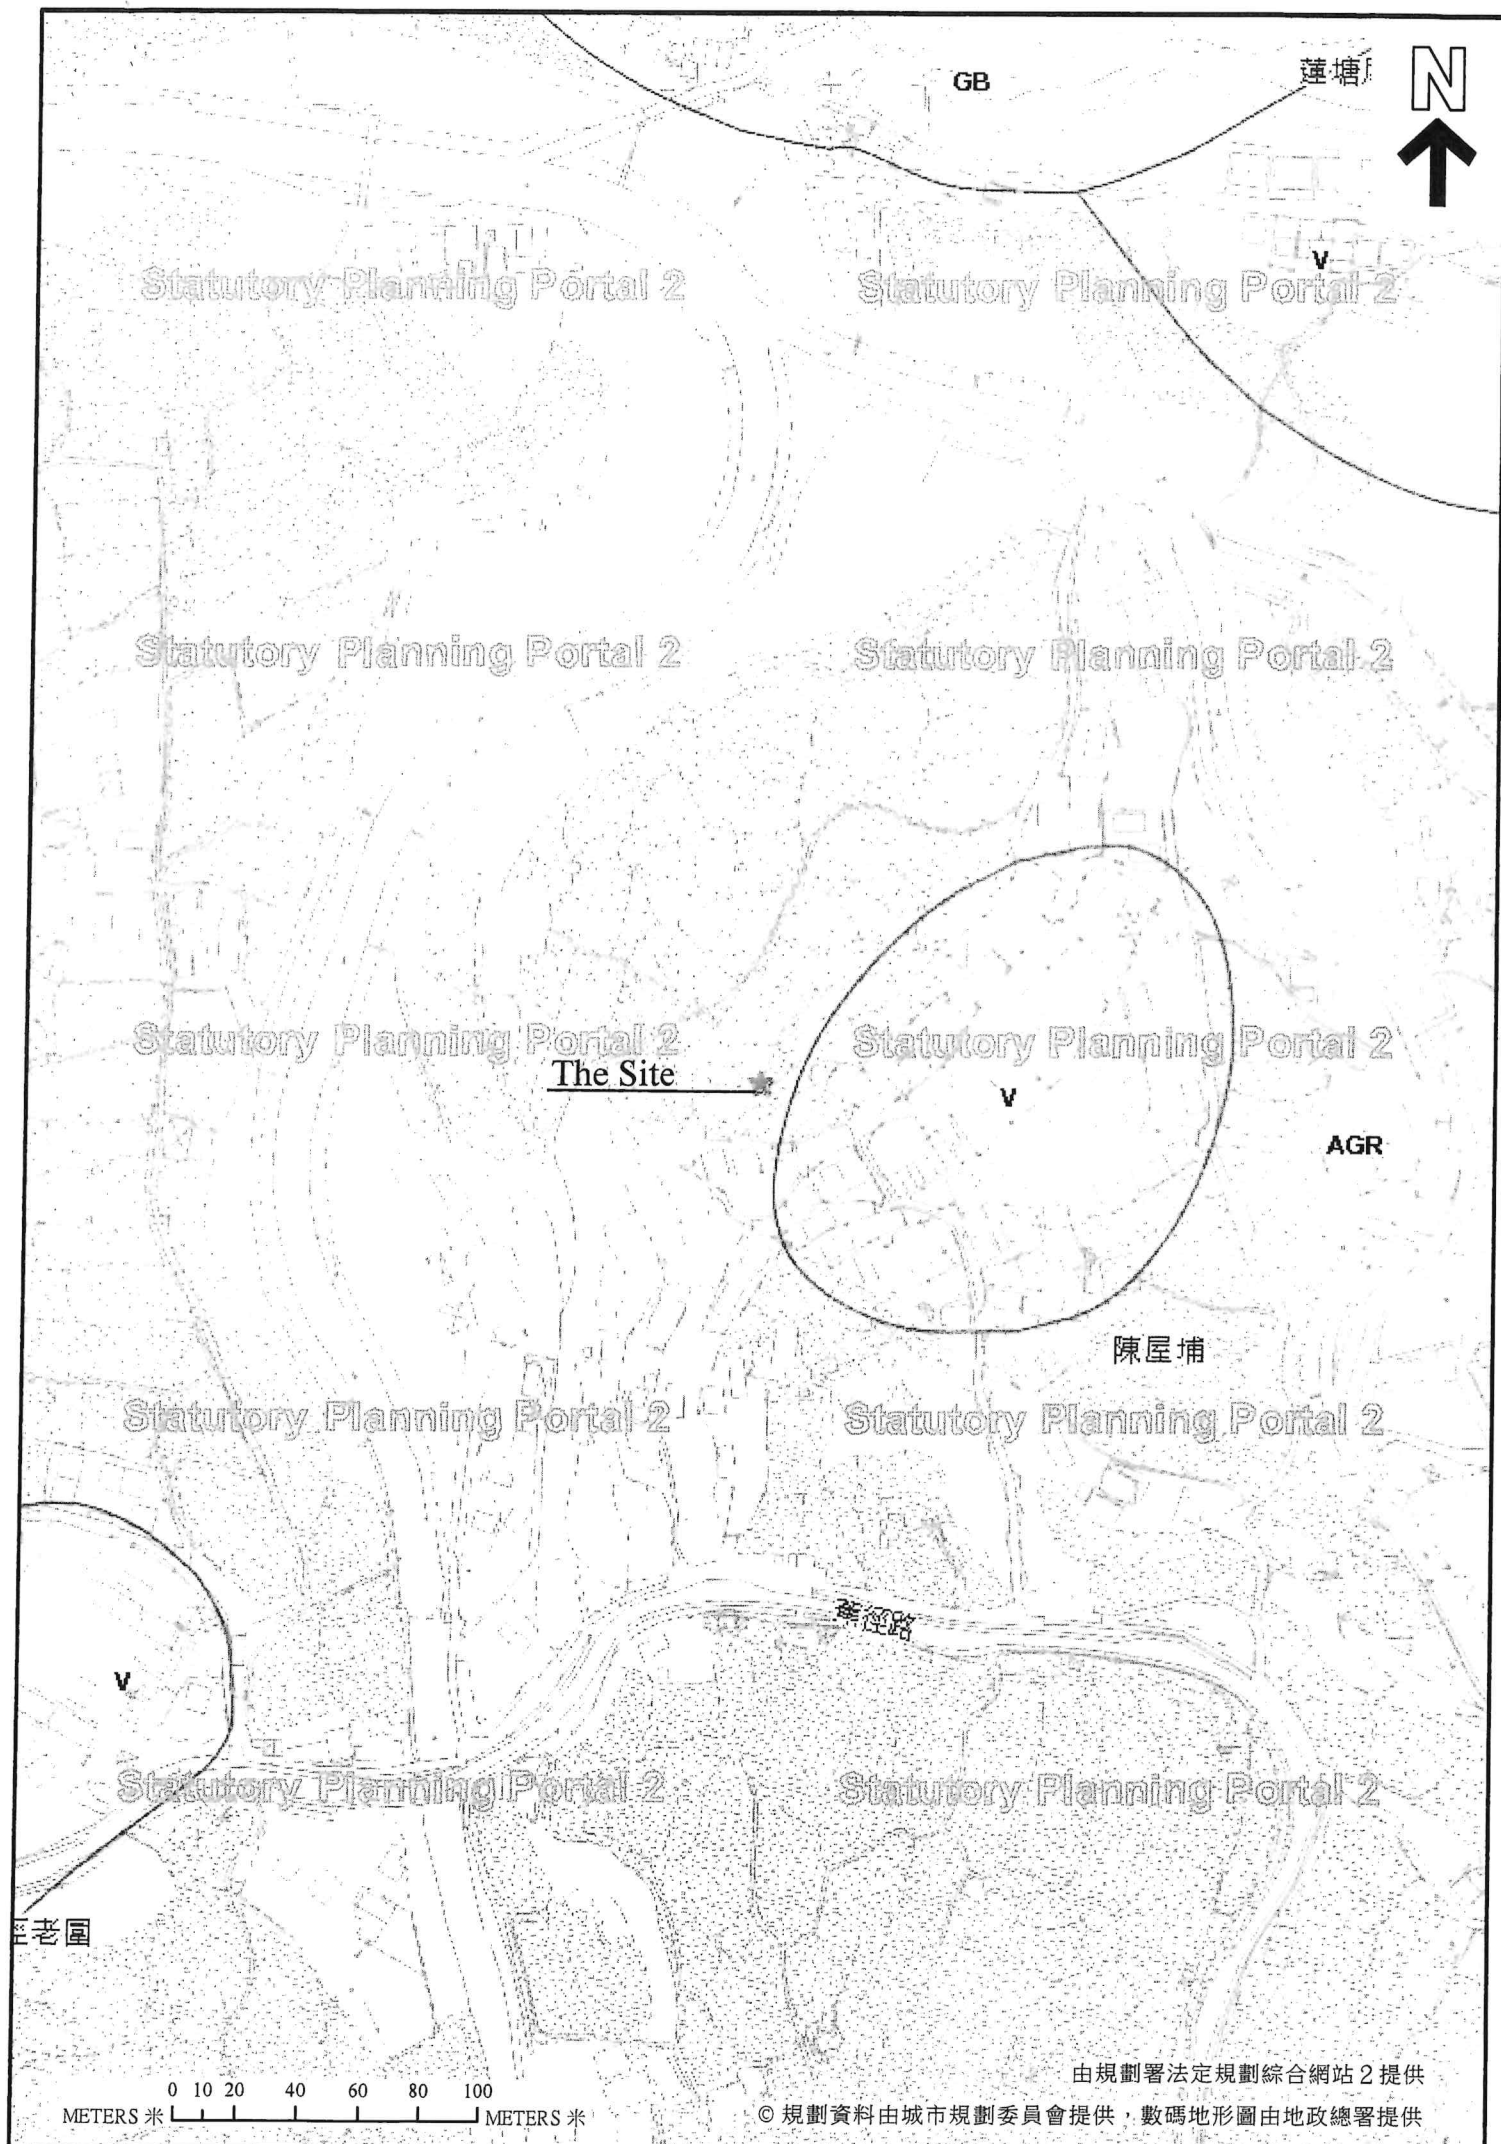 GB
蓮塘
N
V
Statutory Planning Portal 2
Statutory Planning Portal 2
Statutory Planning Portal 2
Statutory Planning Portal 2
Statutory Planning Portal 2
Statutory Planning Portal 2
The Site
V
AGR
陳屋埔
Statutory Planning Portal 2
Statutory Planning Portal 2
徑路
V
Statutory Planning Portal 2
Statutory Planning Portal 2
老圍
由規劃署法定規劃綜合網站 2 提供
0 10 20 40 60 80 100
METERS 米 METERS 米
© 規劃資料由城市規劃委員會提供，數碼地形圖由地政總署提供